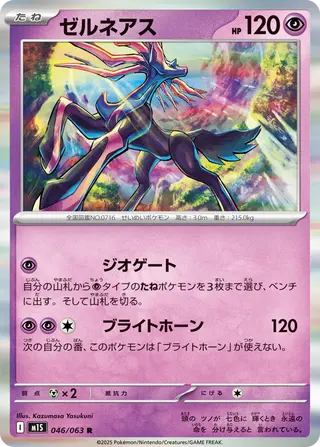 たね
ゼルネアス
HP 120
全国図鑑NO.0716 せいめいポケモン 高さ:3.0m 重さ:215.0kg
ジオゲート
自分の山札から超タイプのたねポケモンを3枚まで選び、ベンチ
に出す。そして山札を切る。
ブライトホーン 120
次の自分の番、このポケモンは「ブライトホーン」が使えない。
弱点 ×2 抵抗力 にげる
Illus. Kazumasa Yasukuni
m1S 046/063 R
頭の ツノが 七色に 輝くとき
永遠の 命を 分け与えると 言われている。
©2025 Pokémon/Nintendo/Creatures/GAME FREAK.